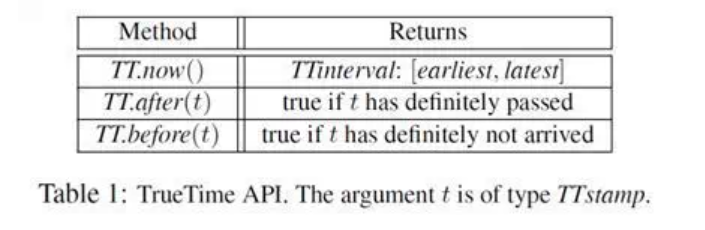 Method Returns
TT.now() TTinterval: [earliest, latest]
TT.after(t) true if t has definitely passed
TT.before(t) true if t has definitely not arrived
Table 1: TrueTime API. The argument t is of type TTstamp.